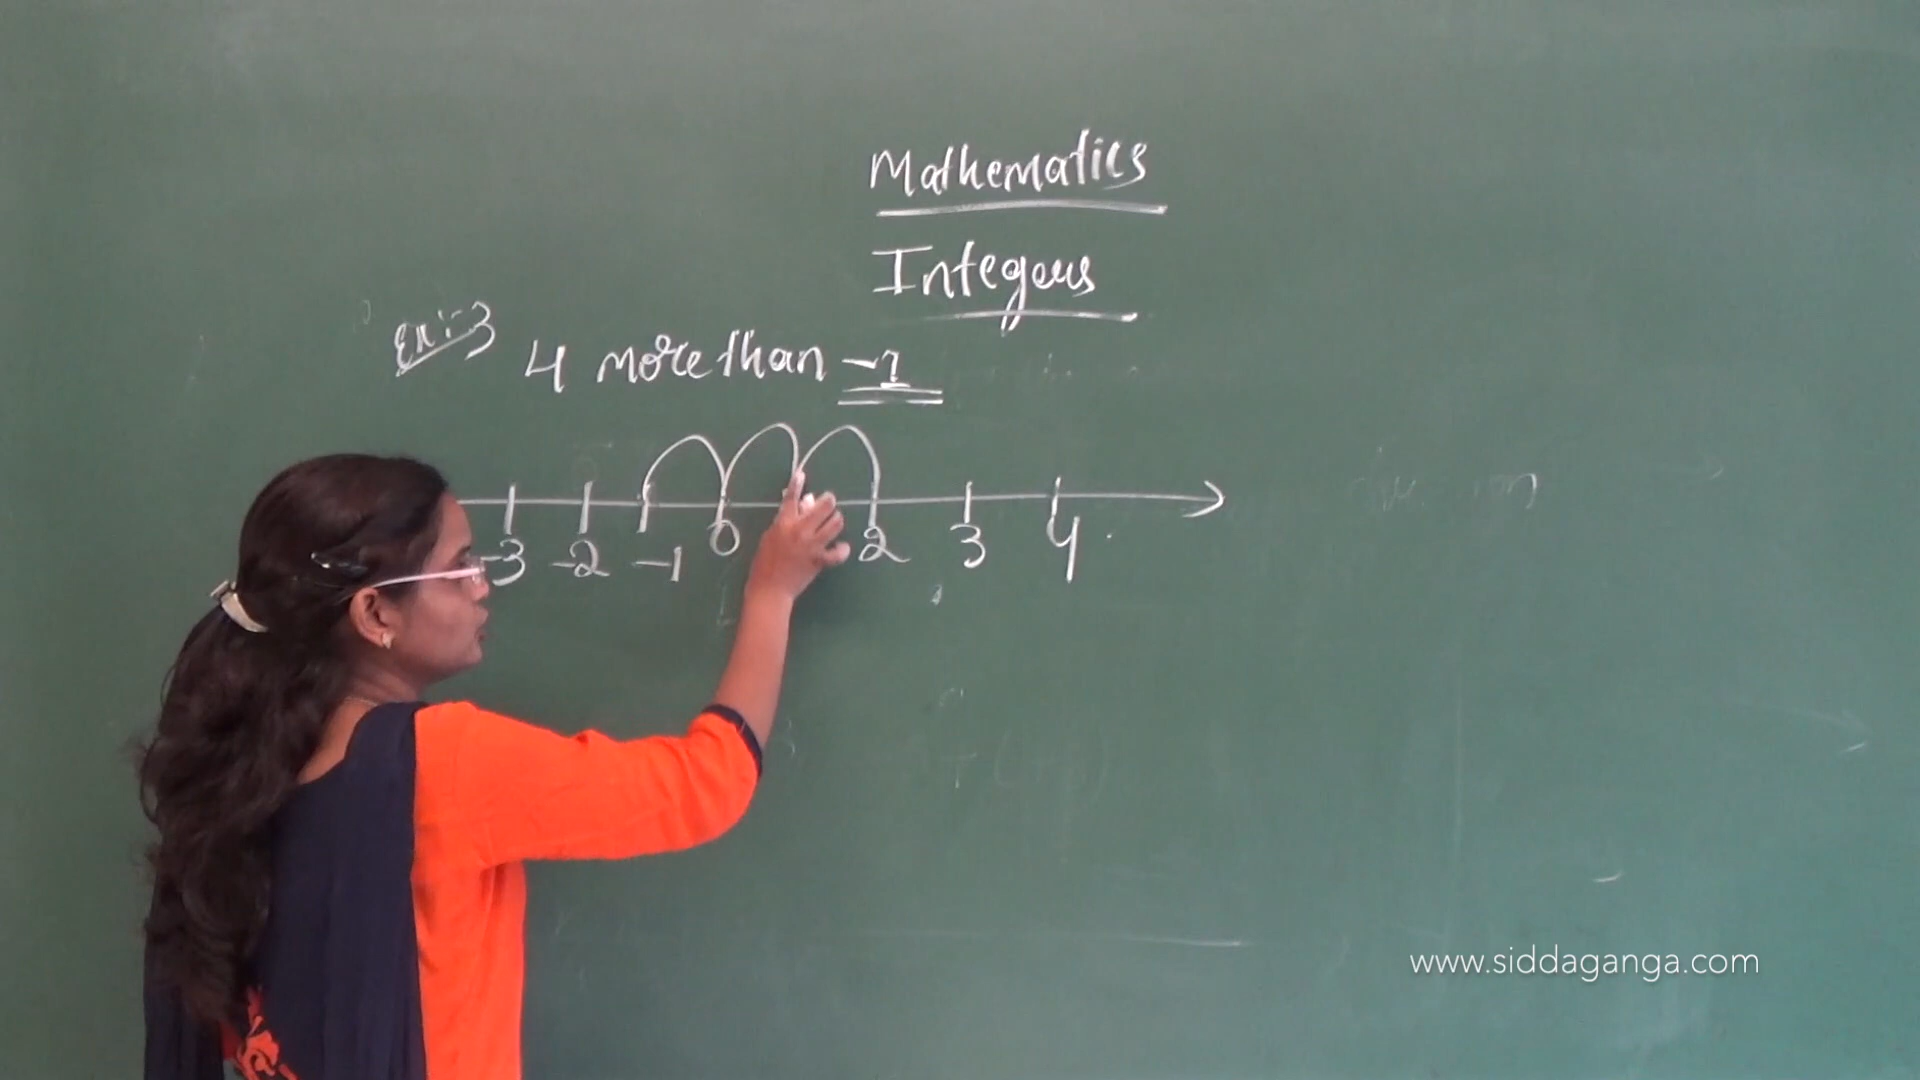 Mathematics
Integers
Ex:-3
4 more than -1
-3 -2 -1 0 2 3 4
www.siddaganga.com